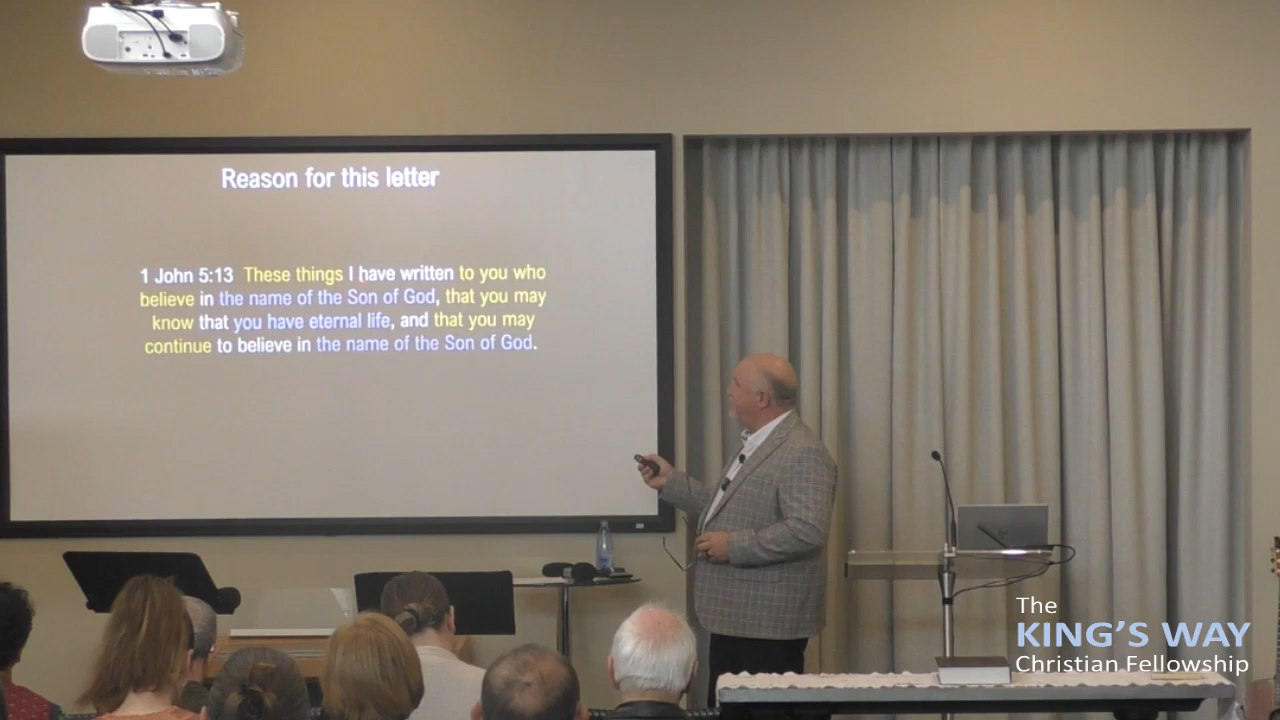 Reason for this letter
1 John 5:13 These things I have written to you who
believe in the name of the Son of God, that you may
know that you have eternal life, and that you may
continue to believe in the name of the Son of God.
The
KING'S WAY
Christian Fellowship